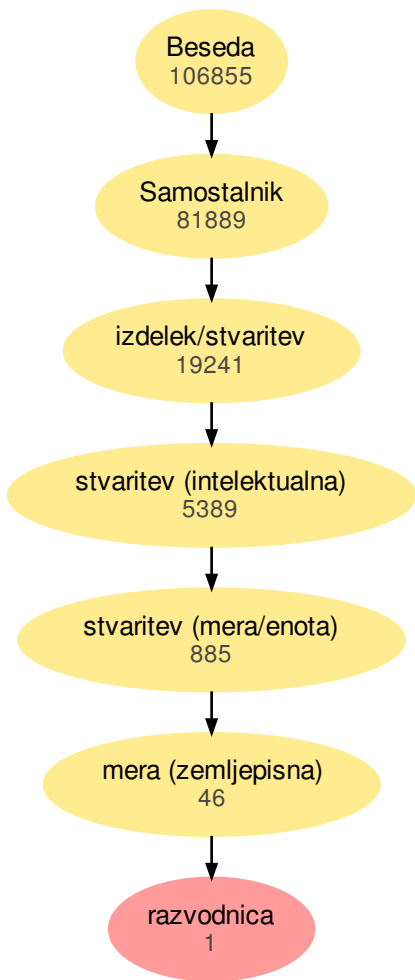 Beseda
106855
Samostalnik
81889
izdelek/stvaritev
19241
stvaritev (intelektualna)
5389
stvaritev (mera/enota)
885
mera (zemljepisna)
46
razvodnica
1